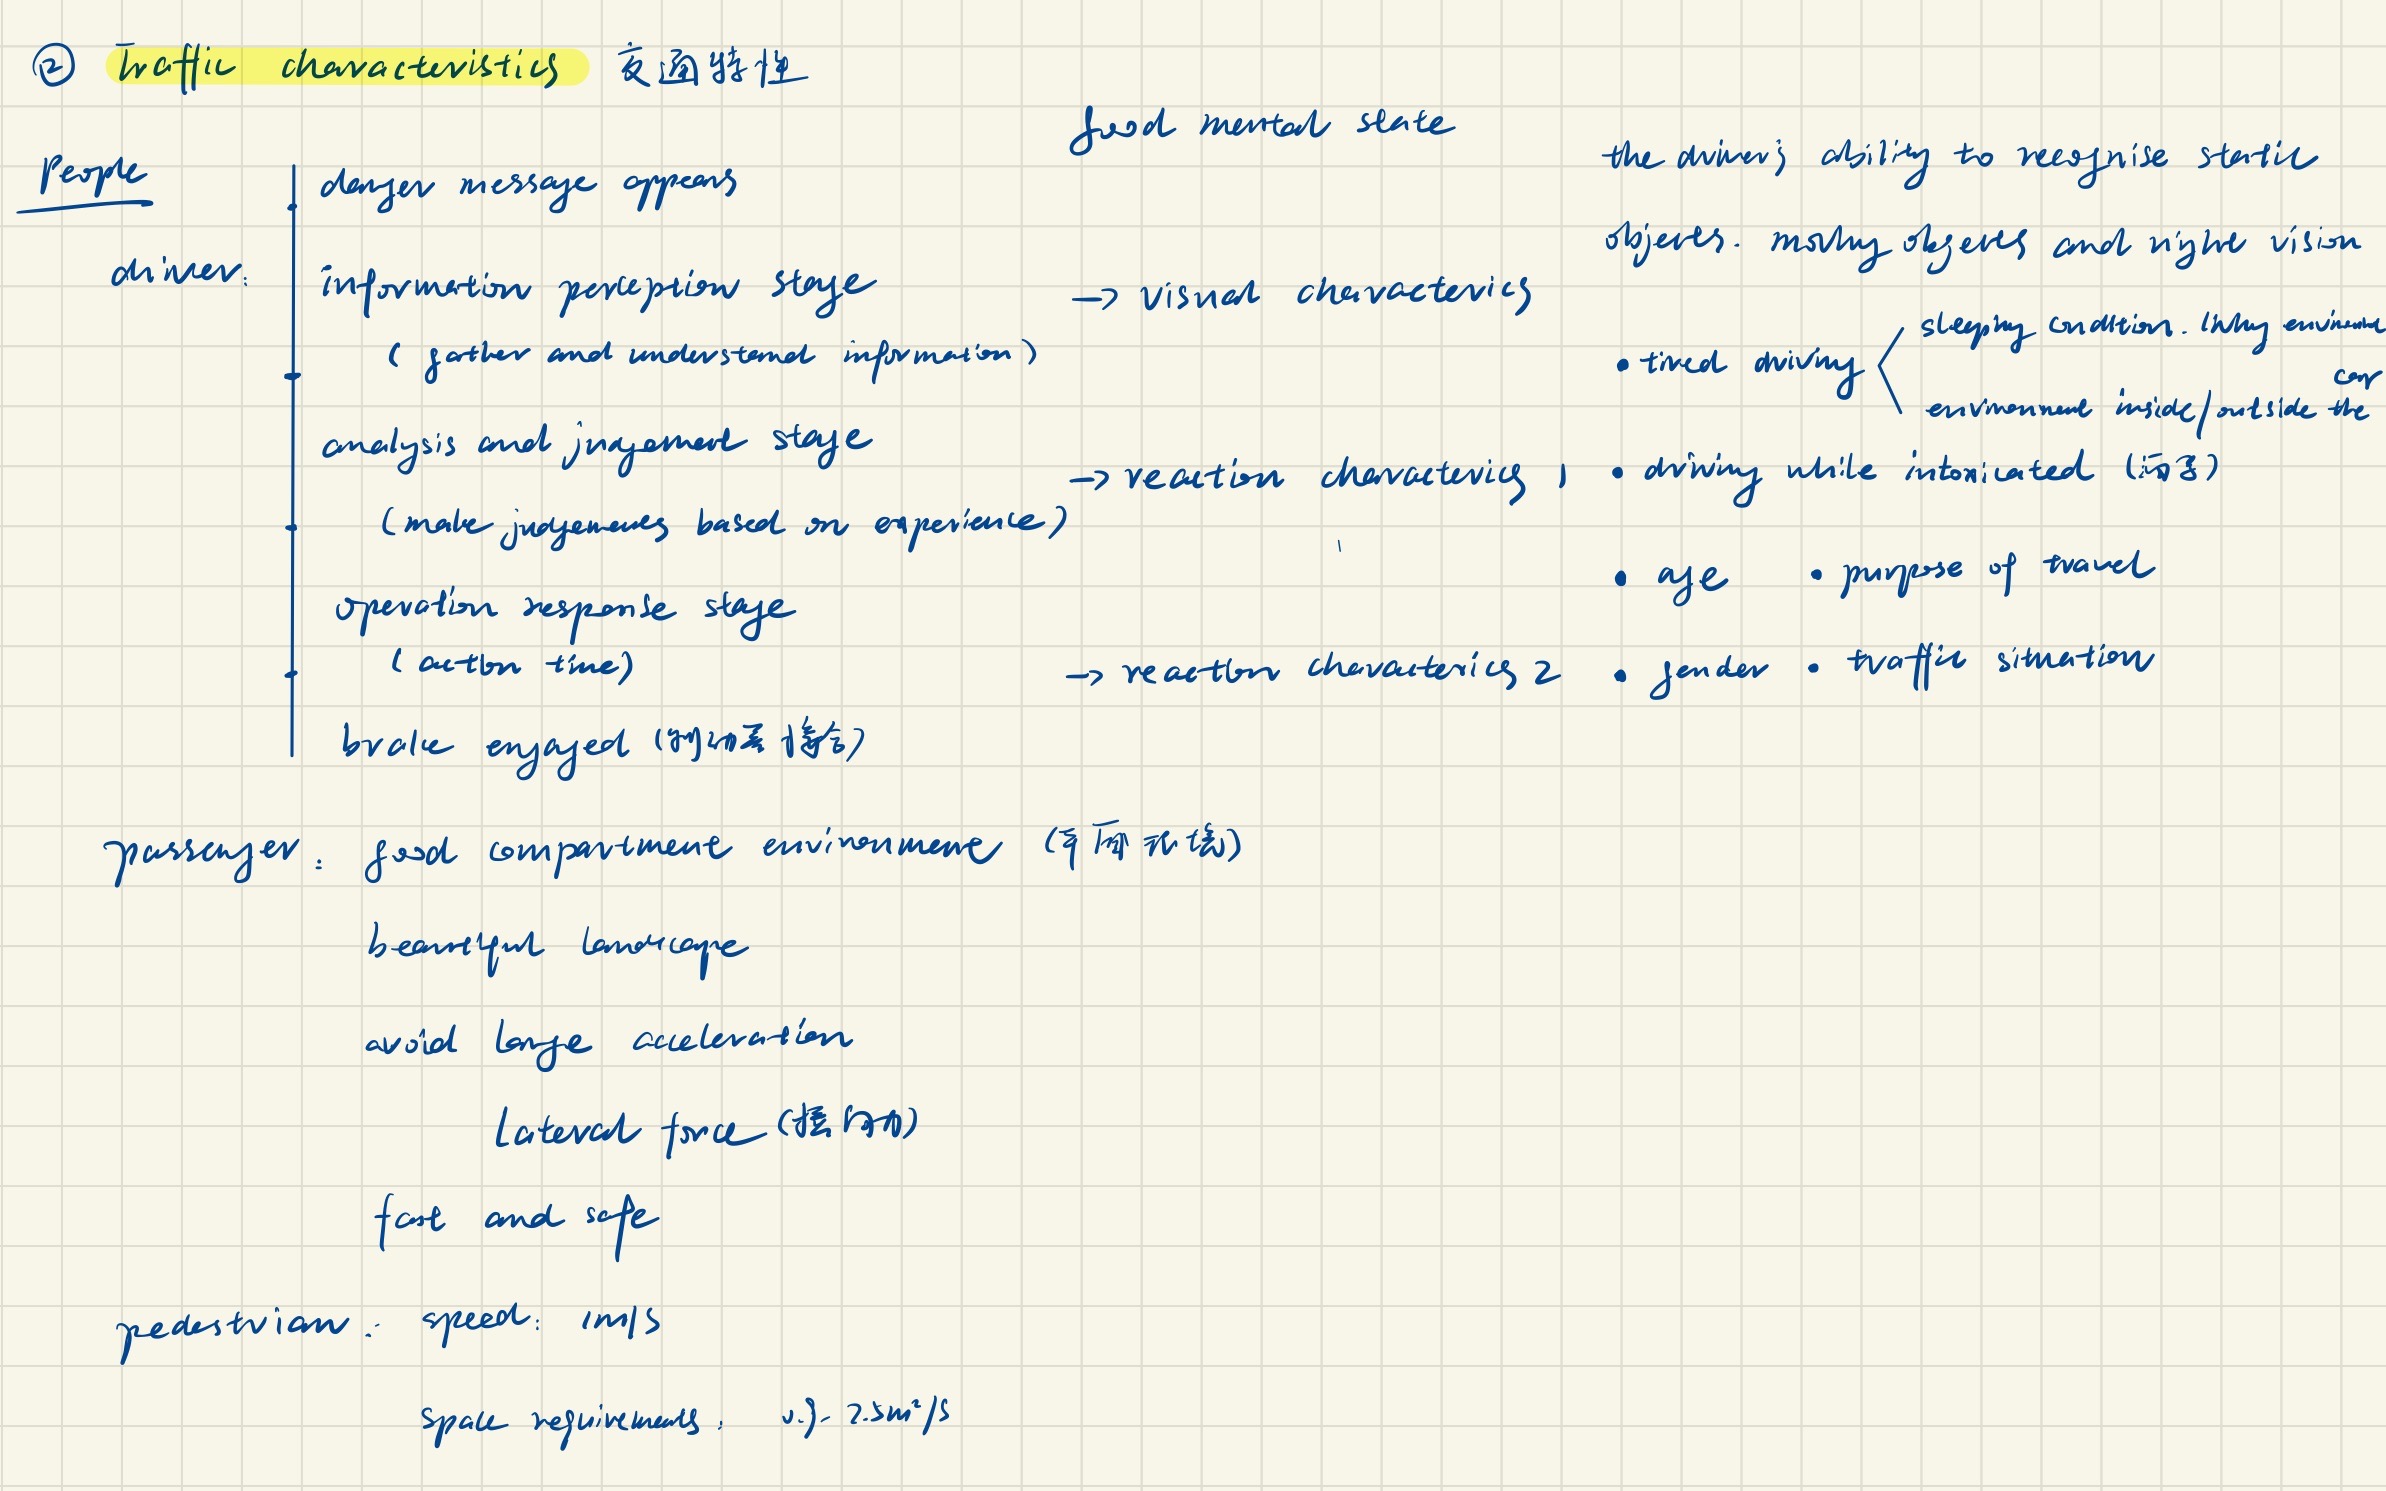 ② Traffic characteristics 交通特性
People
driver:
danger message appears
information perception stage
(gather and understand information)
analysis and judgement stage
(make judgements based on experience)
operation response stage
(action time)
brake engaged (制动器接合)
good mental state
→ visual characterics
→ reaction characterics 1
→ reaction characterics 2
the driver's ability to recognise static
objects. moving objects and night vision
• tired driving
sleeping condition. living
environment inside/outside the
car
• driving while intoxicated (酒驾)
• age • purpose of travel
• gender • traffic situation
passenger: good compartment environment (车厢环境)
beautiful landscape
avoid large acceleration
lateral force (横向力)
fast and safe
pedestrian: speed: 1m/s
space requirements: 2.5m²/s